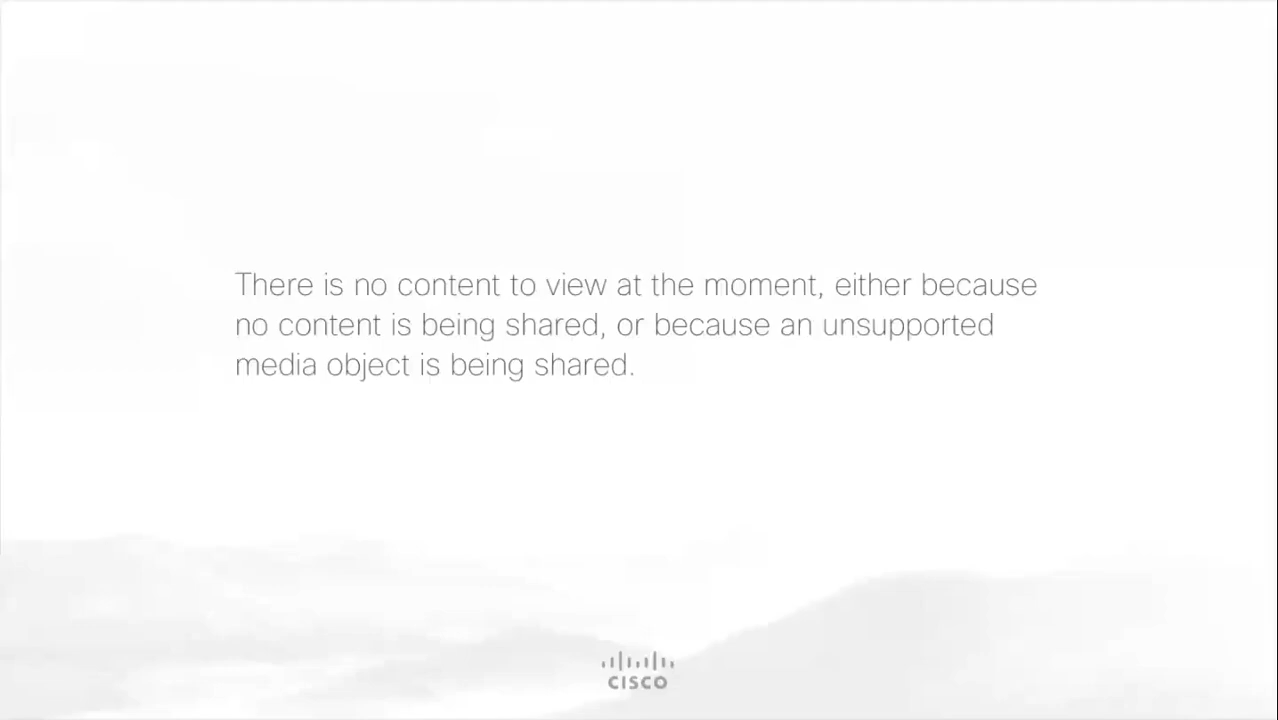 There is no content to view at the moment, either because
no content is being shared, or because an unsupported
media object is being shared.
CISCO